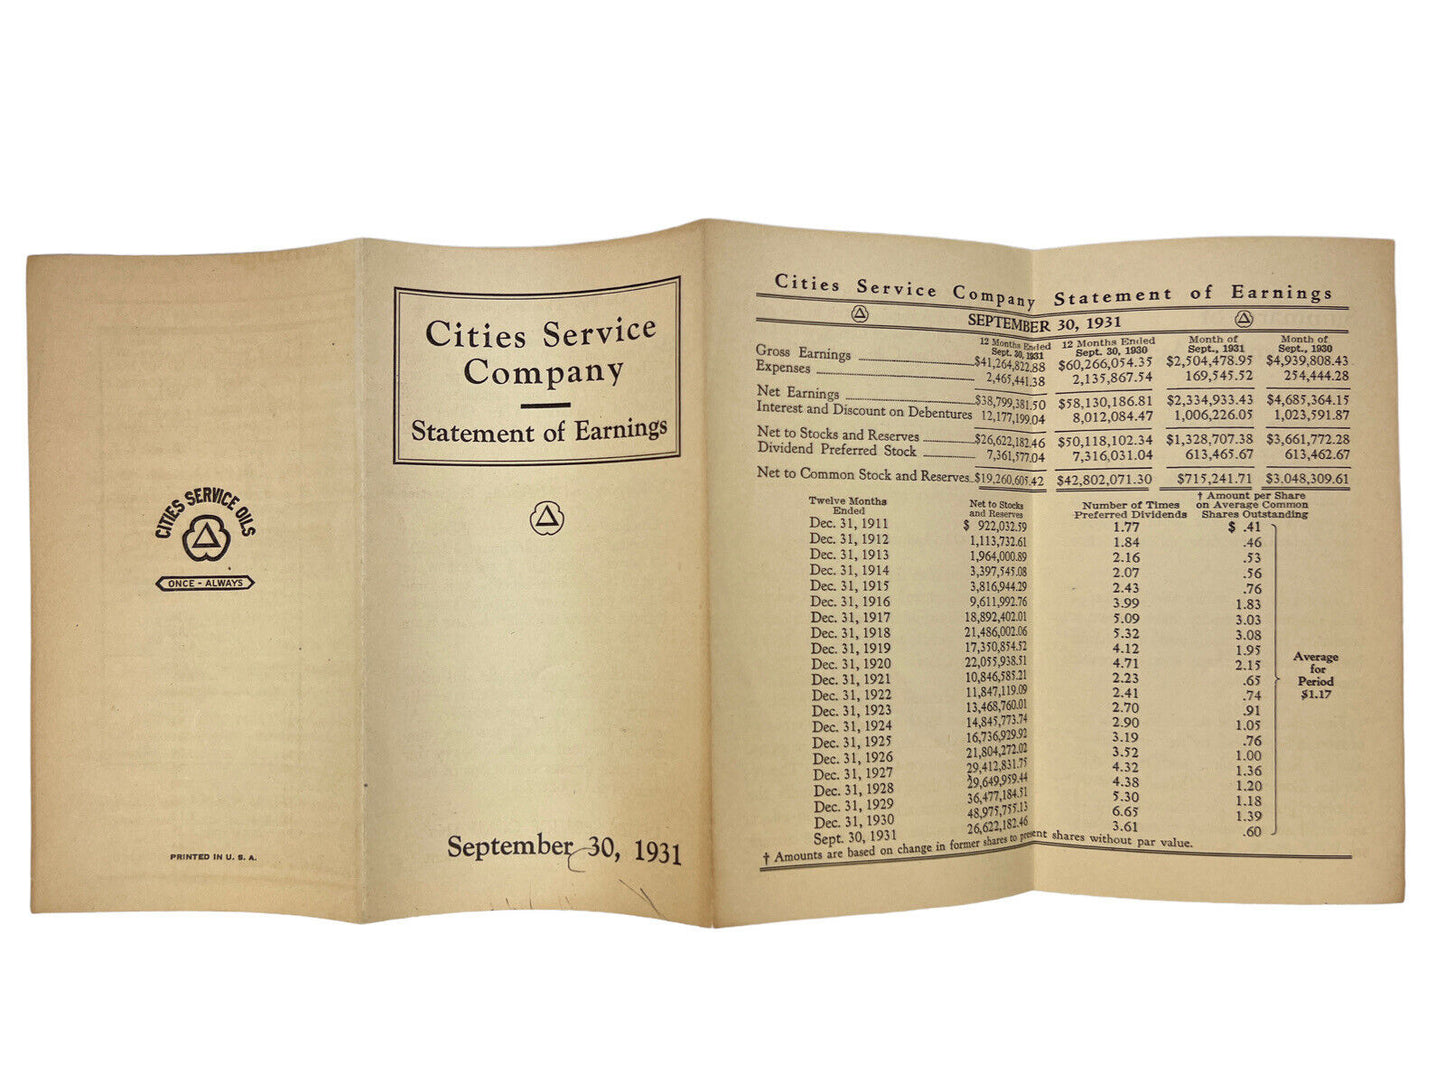 CITIES SERVICE OILS
ONCE - ALWAYS
PRINTED IN U. S. A.
Cities Service
Company
Statement of Earnings
September 30, 1931
Cities Service Company Statement of Earnings
SEPTEMBER 30, 1931
12 Months Ended Sept. 30, 1931 12 Months Ended Sept. 30, 1930 Month of Sept., 1931 Month of Sept., 1930
Gross Earnings $41,264,822.88 $60,266,054.35 $2,504,478.95 $4,939,808.43
Expenses 2,465,441.38 2,135,867.54 169,545.52 254,444.28
Net Earnings $38,799,381.50 $58,130,186.81 $2,334,933.43 $4,685,364.15
Interest and Discount on Debentures 12,177,199.04 8,012,084.47 1,006,226.05 1,023,591.87
Net to Stocks and Reserves $26,622,182.46 $50,118,102.34 $1,328,707.38 $3,661,772.28
Dividend Preferred Stock 7,361,577.04 7,316,031.04 613,465.67 613,462.67
Net to Common Stock and Reserves $19,260,605.42 $42,802,071.30 $715,241.71 $3.048,309.61
Twelve Months Ended Net to Stocks and Reserves Number of Times Preferred Dividends † Amount per Share on Average Common Shares Outstanding
Dec. 31, 1911 $ 922,032.59 1.77 $ .41
Dec. 31, 1912 1,113,732.61 1.84 .46
Dec. 31, 1913 1,964,000.89 2.16 .53
Dec. 31, 1914 3,397,545.08 2.07 .56
Dec. 31, 1915 3,816,944.29 2.43 .76
Dec. 31, 1916 9,611,992.76 3.99 1.83
Dec. 31, 1917 18,892,402.01 5.09 3.03
Dec. 31, 1918 21,486,002.06 5.32 3.08
Dec. 31, 1919 17,350,854.52 4.12 1.95
Dec. 31, 1920 22,055,938.51 4.71 2.15
Dec. 31, 1921 10,846,585.21 2.23 .65
Dec. 31, 1922 11,847,119.09 2.41 .74
Dec. 31, 1923 13,468,760.01 2.70 .91
Dec. 31, 1924 14,845,773.74 2.90 1.05
Dec. 31, 1925 16,736,929.92 3.19 .76
Dec. 31, 1926 21,804,272.02 3.52 1.00
Dec. 31, 1927 29,412,831.75 4.32 1.36
Dec. 31, 1928 29,649,959.44 4.38 1.20
Dec. 31, 1929 36,477,184.51 5.30 1.18
Dec. 31, 1930 48,975,755.13 6.65 1.39
Sept. 30, 1931 26,622,182.46 3.61 .60
Average
for
Period
$1.17
† Amounts are based on change in former shares to present shares without par value.